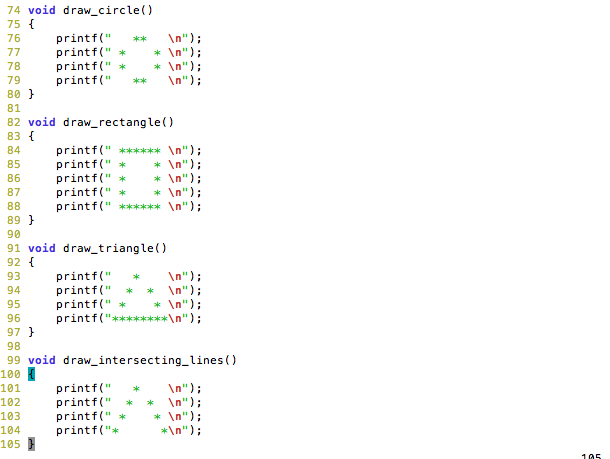 74 void draw_circle()
75 {
76     printf("   **   \n");
77     printf(" *    * \n");
78     printf(" *    * \n");
79     printf("   **   \n");
80 }
81
82 void draw_rectangle()
83 {
84     printf(" ****** \n");
85     printf(" *    * \n");
86     printf(" *    * \n");
87     printf(" *    * \n");
88     printf(" ****** \n");
89 }
90
91 void draw_triangle()
92 {
93     printf("   *    \n");
94     printf("  *  *  \n");
95     printf(" *    * \n");
96     printf("********\n");
97 }
98
99 void draw_intersecting_lines()
100 {
101     printf("   *    \n");
102     printf("  *  *  \n");
103     printf(" *    * \n");
104     printf("*      *\n");
105 }
105